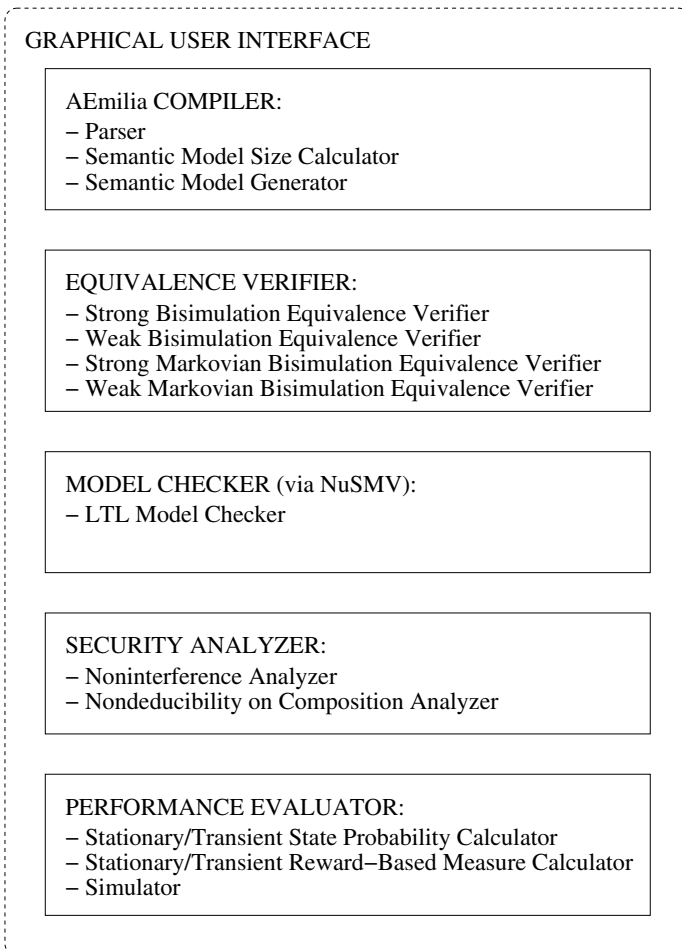 GRAPHICAL USER INTERFACE
AEmilia COMPILER:
− Parser
− Semantic Model Size Calculator
− Semantic Model Generator
EQUIVALENCE VERIFIER:
− Strong Bisimulation Equivalence Verifier
− Weak Bisimulation Equivalence Verifier
− Strong Markovian Bisimulation Equivalence Verifier
− Weak Markovian Bisimulation Equivalence Verifier
MODEL CHECKER (via NuSMV):
− LTL Model Checker
SECURITY ANALYZER:
− Noninterference Analyzer
− Nondeducibility on Composition Analyzer
PERFORMANCE EVALUATOR:
− Stationary/Transient State Probability Calculator
− Stationary/Transient Reward−Based Measure Calculator
− Simulator